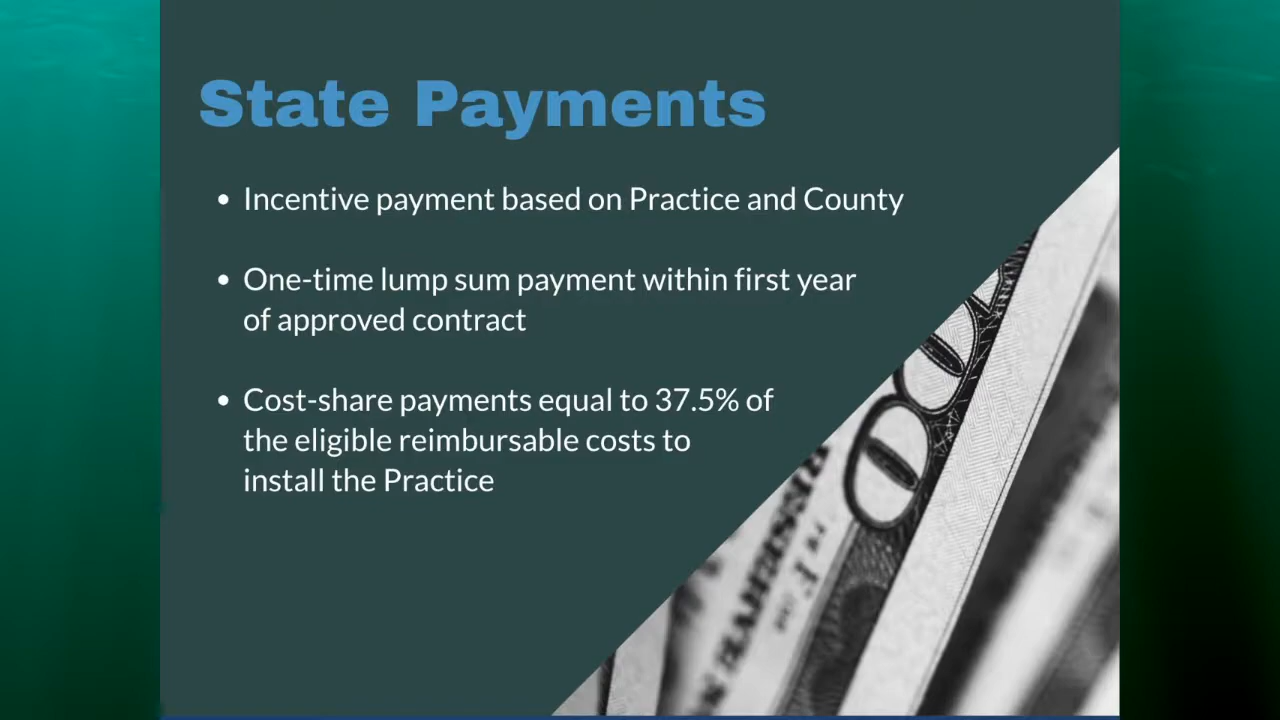 State Payments
• Incentive payment based on Practice and County
• One-time lump sum payment within first year
of approved contract
• Cost-share payments equal to 37.5% of
the eligible reimbursable costs to
install the Practice